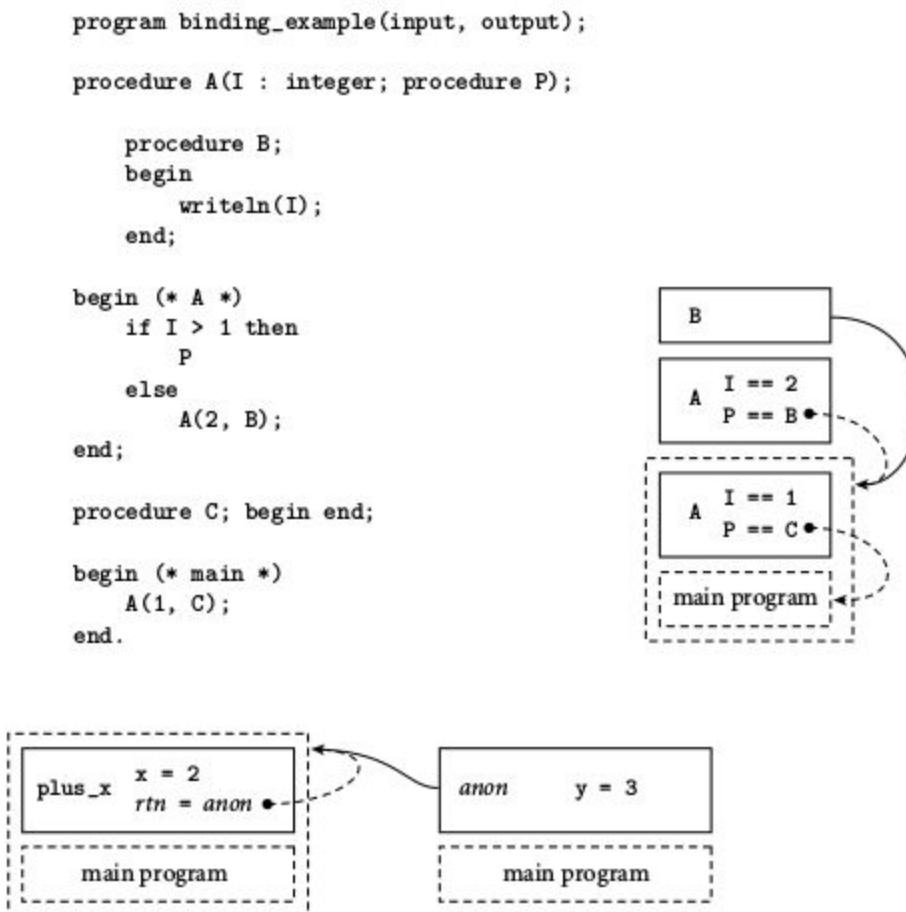 program binding_example(input, output);
procedure A(I : integer; procedure P);
procedure B;
begin
writeln(I);
end;
begin (* A *)
if I > 1 then
P
else
A(2, B);
end;
procedure C; begin end;
begin (* main *)
A(1, C);
end.
B
A
I == 2
P == B
A
I == 1
P == C
main program
plus_x
x = 2
rtn = anon
main program
anon
y = 3
main program